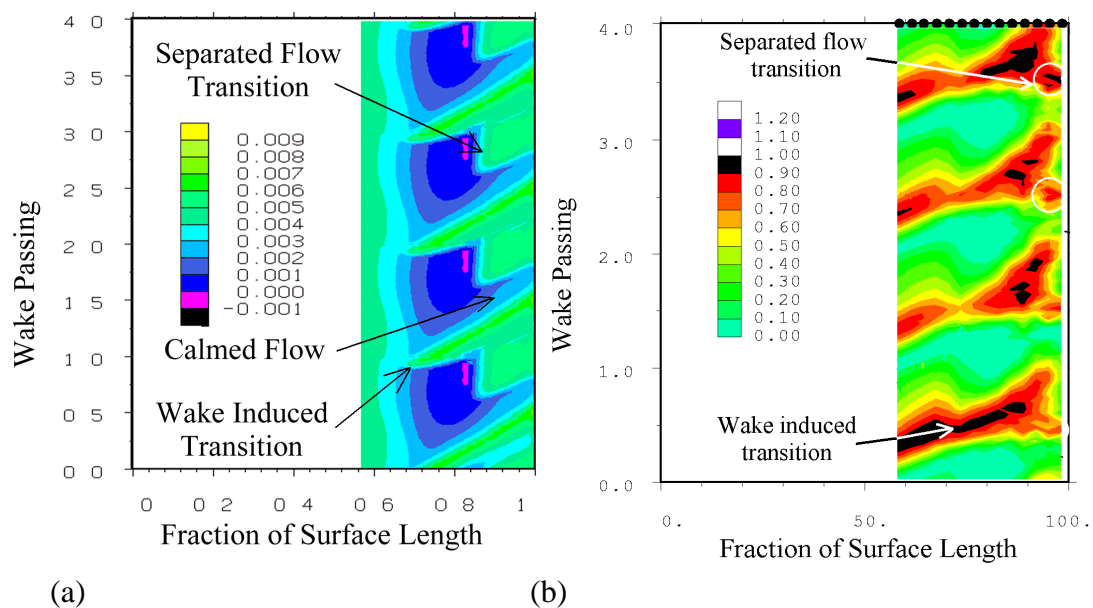 4 0
Separated Flow
Transition
3 5
3 0
0.009
0.008
0.007
2 5
0.006
0.005
0.004
2 0
0.003
0.002
0.001
1 5
0.000
-0.001
Calmed Flow
1 0
Wake Induced
Transition
0 5
0 0
0 0 2 0 4 0 6 0 8 1
Wake Passing
Fraction of Surface Length
(a)
4.0
Separated flow
transition
1.20
1.10
1.00
3.0
0.90
0.80
0.70
0.60
0.50
0.40
2.0
0.30
0.20
0.10
0.00
1.0
Wake induced
transition
0.0
0. 50. 100.
Wake Passing
Fraction of Surface Length
(b)